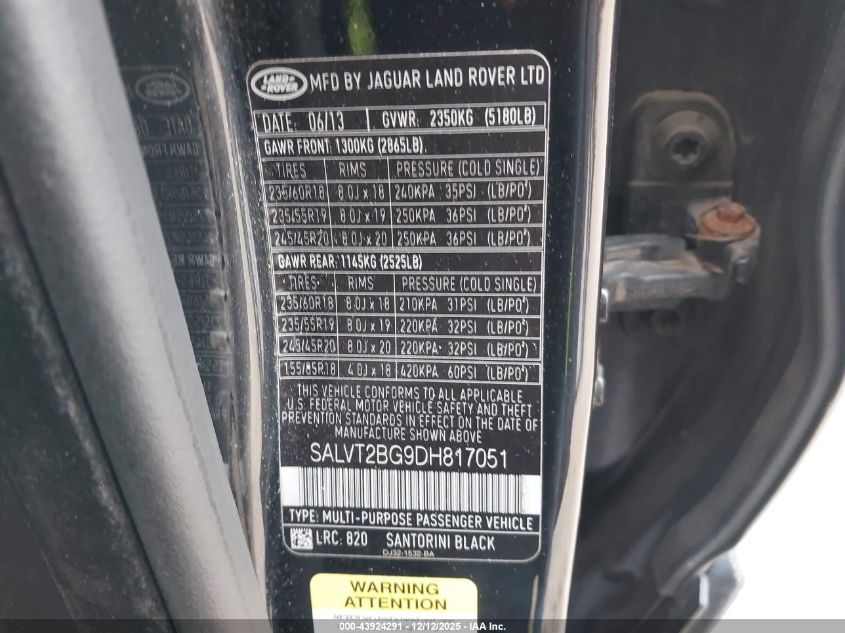 LAND ROVER MFD BY JAGUAR LAND ROVER LTD
DATE: 06/13 GVWR: 2350KG (5180LB)
GAWR FRONT: 1300KG (2865LB).
TIRES RIMS PRESSURE (COLD SINGLE)
235/60R18 8.0J x 18 240KPA 35PSI (LB/PO²)
235/55R19 8.0J x 19 250KPA 36PSI (LB/PO²)
245/45R20 8.0J x 20 250KPA 36PSI (LB/PO²)
GAWR REAR: 1145KG (2525LB)
TIRES RIMS PRESSURE (COLD SINGLE)
235/60R18 8.0J x 18 210KPA 31PSI (LB/PO²)
235/55R19 8.0J x 19 220KPA 32PSI (LB/PO²)
245/45R20 8.0J x 20 220KPA 32PSI (LB/PO²)
155/85R18 4.0J x 18 420KPA 60PSI (LB/PO²)
THIS VEHICLE CONFORMS TO ALL APPLICABLE
U.S. FEDERAL MOTOR VEHICLE SAFETY AND THEFT
PREVENTION STANDARDS IN EFFECT ON THE DATE OF
MANUFACTURE SHOWN ABOVE
SALVT2BG9DH817051
TYPE: MULTI-PURPOSE PASSENGER VEHICLE
LRC: 820 SANTORINI BLACK
DJ32-1532-BA
WARNING
ATTENTION
000-43924291 - 12/12/2025 - IAA Inc.